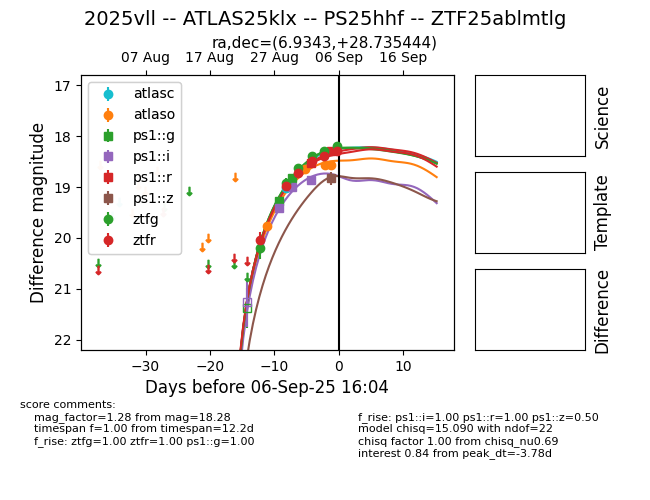 2025vll -- ATLAS25klx -- PS25hhf -- ZTF25ablmtlg
ra,dec=(6.9343,+28.735444)
07 Aug 17 Aug 27 Aug 06 Sep 16 Sep
17
18
19
20
21
22
Difference magnitude
atlasc
atlaso
ps1::g
ps1::i
ps1::r
ps1::z
ztfg
ztfr
−30 −20 −10 0 10
Days before 06-Sep-25 16:04
Science
Template
Difference
score comments:
mag_factor=1.28 from mag=18.28
timespan f=1.00 from timespan=12.2d
f_rise: ztfg=1.00 ztfr=1.00 ps1::g=1.00
f_rise: ps1::i=1.00 ps1::r=1.00 ps1::z=0.50
model chisq=15.090 with ndof=22
chisq factor 1.00 from chisq_nu0.69
interest 0.84 from peak_dt=-3.78d